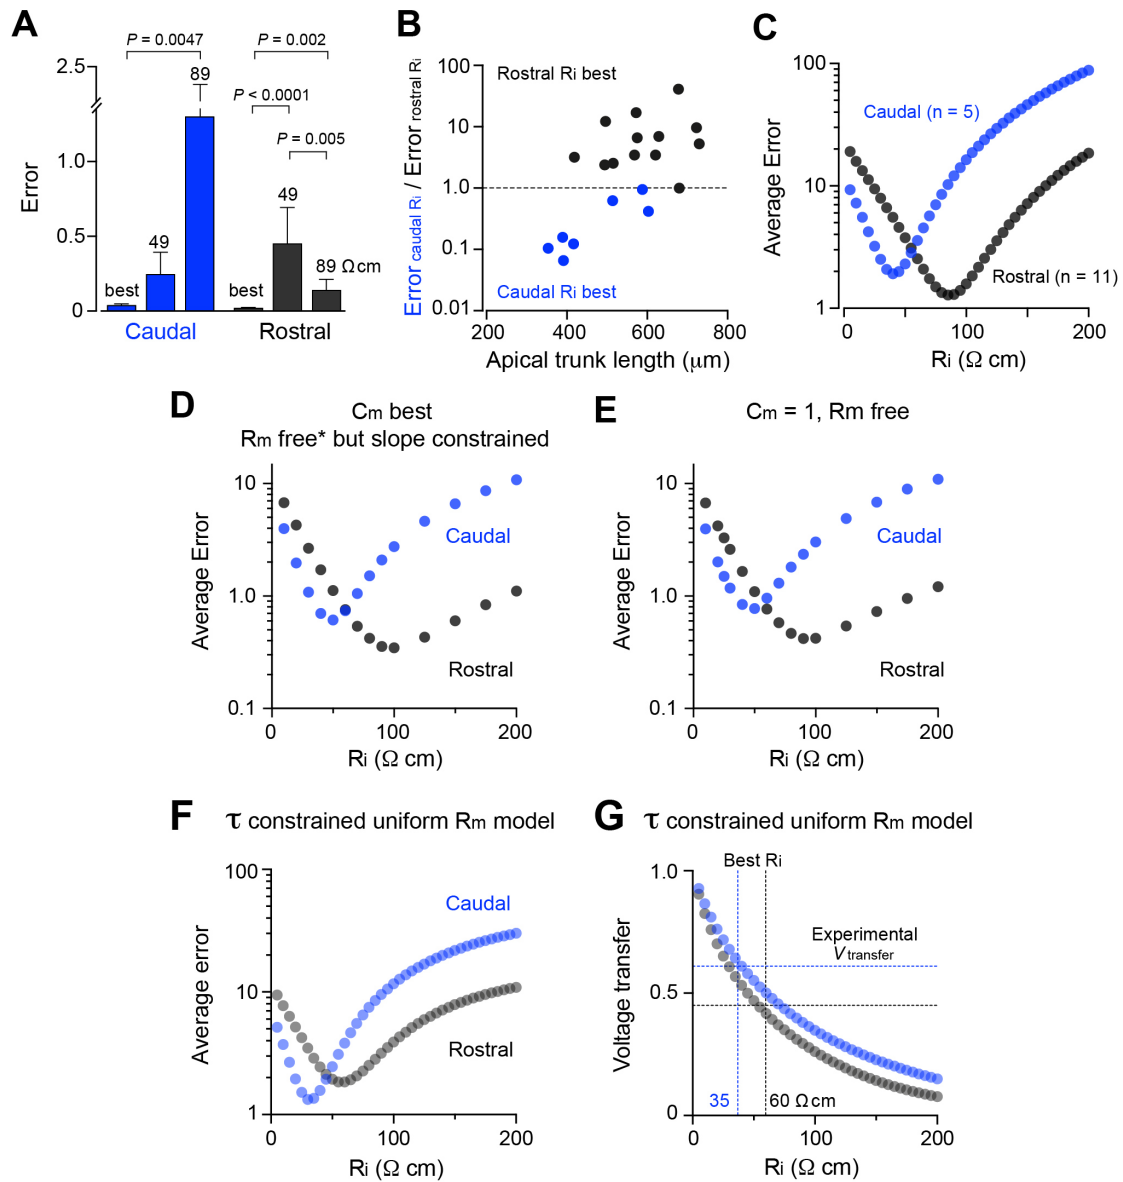 A
P = 0.0047
P = 0.002
2.5
89
P < 0.0001
P = 0.005
1.0
49
49
0.5
89 Ω cm
best
best
0
Error
Caudal
Rostral
B
100
Rostral Ri best
10
1.0
0.1
Caudal Ri best
0.01
Error caudal Ri / Error rostral Ri
200
400
600
800
Apical trunk length (μm)
C
100
Caudal (n = 5)
10
Rostral (n = 11)
1
Average Error
0
100
200
Ri (Ω cm)
D
Cm best
Rm free* but slope constrained
10
Caudal
1.0
Rostral
0.1
Average Error
0
100
200
Ri (Ω cm)
E
Cm = 1, Rm free
10
Caudal
1.0
Rostral
0.1
Average Error
0
100
200
Ri (Ω cm)
F
τ constrained uniform Rm model
100
Caudal
10
Rostral
1
Average error
0
100
200
Ri (Ω cm)
G
τ constrained uniform Rm model
Best Ri
1.0
Experimental
Vtransfer
0.5
35
60 Ω cm
0
Voltage transfer
0
100
200
Ri (Ω cm)